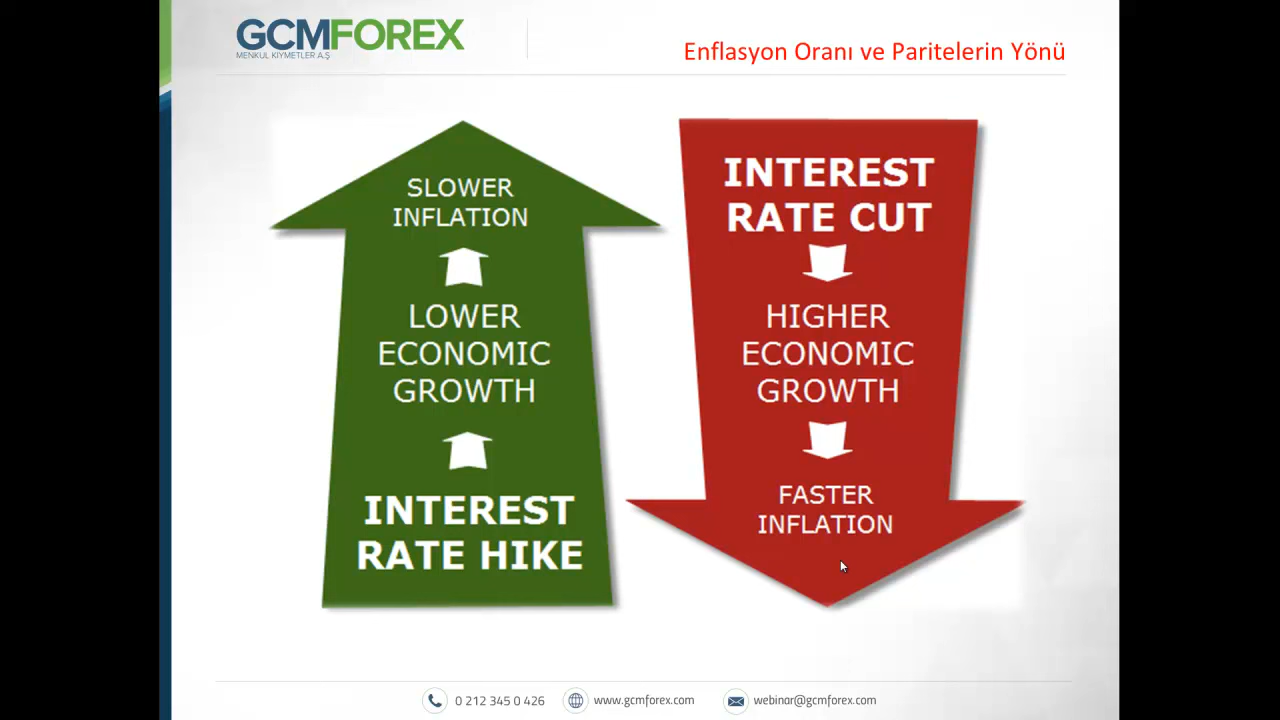 GCMFOREX
MENKUL KIYMETLER A.Ş
Enflasyon Oranı ve Paritelerin Yönü
SLOWER
INFLATION
LOWER
ECONOMIC
GROWTH
INTEREST
RATE HIKE
INTEREST
RATE CUT
HIGHER
ECONOMIC
GROWTH
FASTER
INFLATION
0 212 345 0 426
www.gcmforex.com
webinar@gcmforex.com